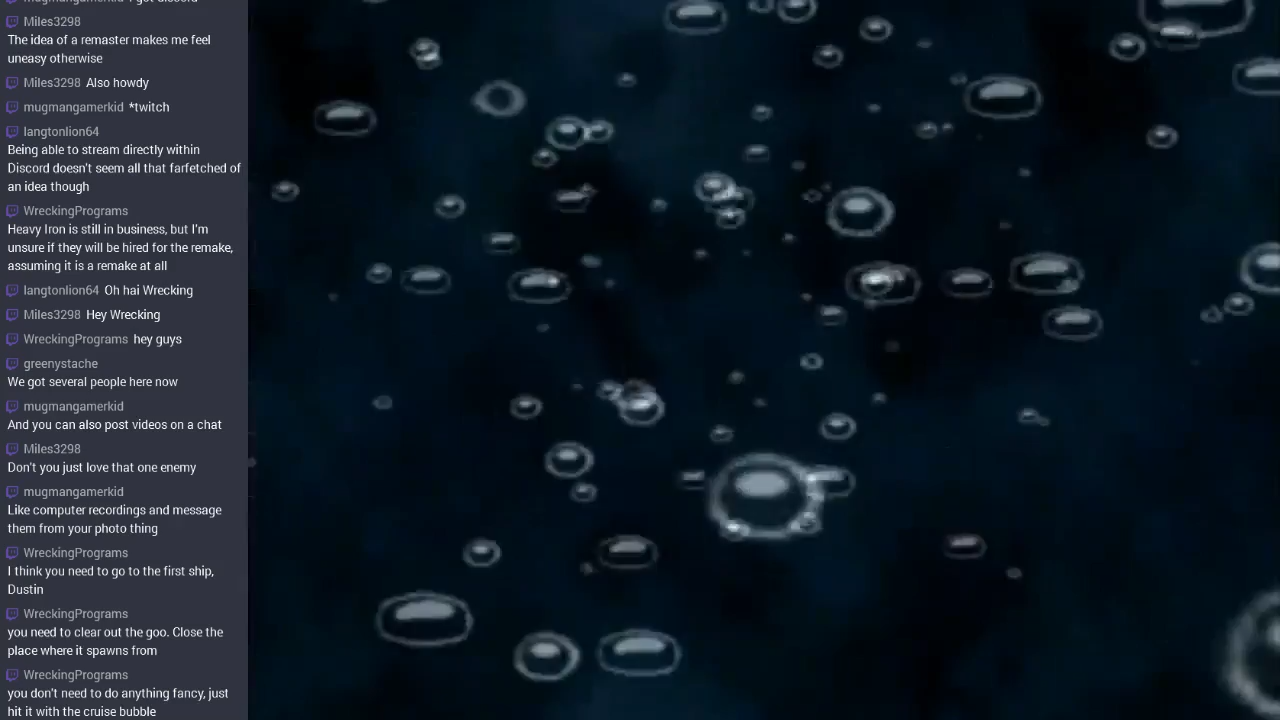 mugmangamerkid I got discord
Miles3298
The idea of a remaster makes me feel
uneasy otherwise
Miles3298 Also howdy
mugmangamerkid *twitch
langtonlion64
Being able to stream directly within
Discord doesn't seem all that farfetched of
an idea though
WreckingPrograms
Heavy Iron is still in business, but I'm
unsure if they will be hired for the remake,
assuming it is a remake at all
langtonlion64 Oh hai Wrecking
Miles3298 Hey Wrecking
WreckingPrograms hey guys
greenystache
We got several people here now
mugmangamerkid
And you can also post videos on a chat
Miles3298
Don't you just love that one enemy
mugmangamerkid
Like computer recordings and message
them from your photo thing
WreckingPrograms
I think you need to go to the first ship,
Dustin
WreckingPrograms
you need to clear out the goo. Close the
place where it spawns from
WreckingPrograms
you don't need to do anything fancy, just
hit it with the cruise bubble